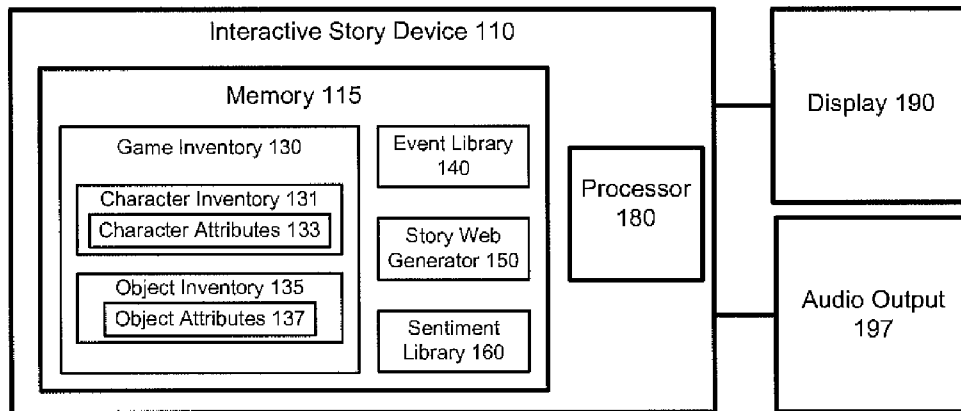 Interactive Story Device 110
Memory 115
Game Inventory 130
Character Inventory 131
Character Attributes 133
Object Inventory 135
Object Attributes 137
Event Library
140
Story Web
Generator 150
Sentiment
Library 160
Processor
180
Display 190
Audio Output
197